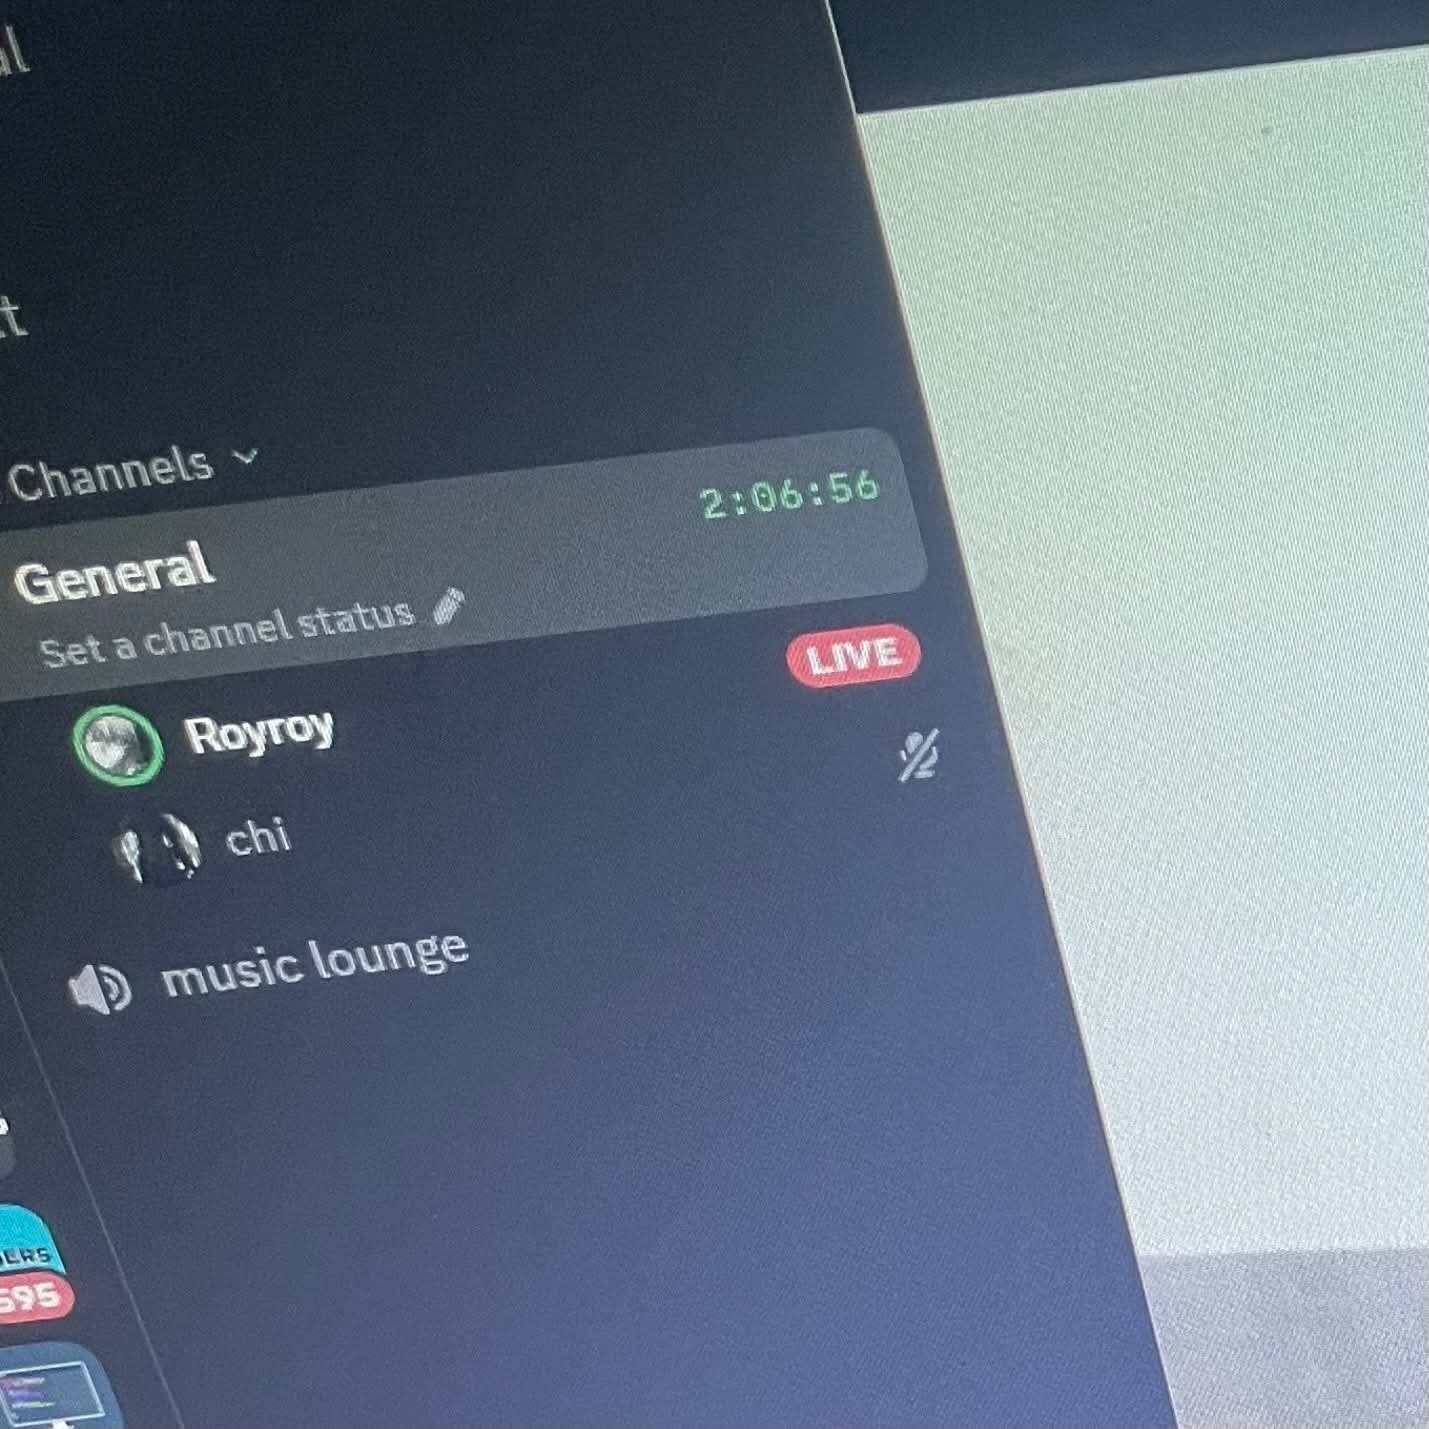 Channels
2:06:56
General
Set a channel status
LIVE
Royroy
chi
music lounge